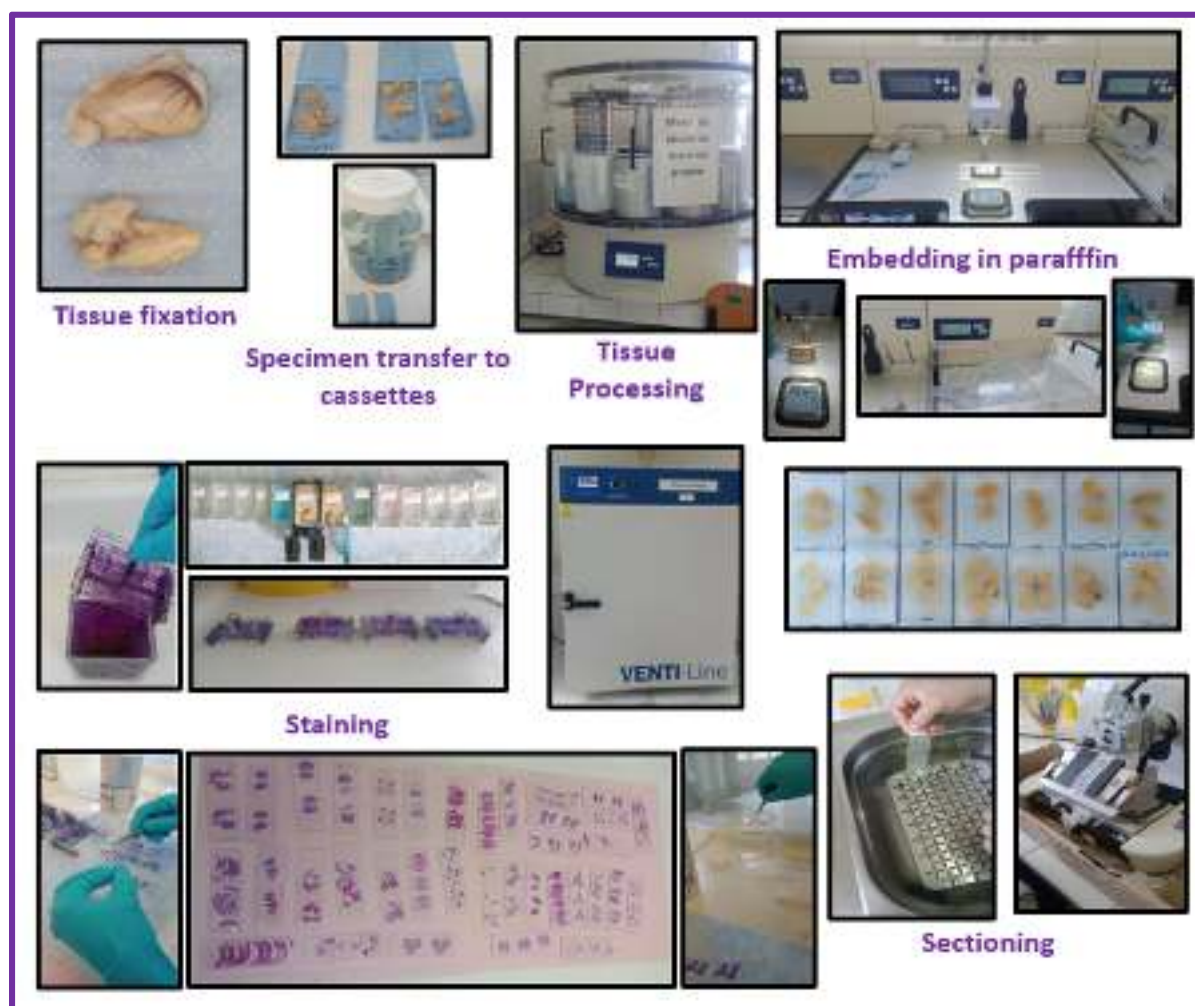 Tissue fixation
Specimen transfer to
cassettes
Tissue
Processing
Embedding in parafffin
VENTI-Line
Staining
Sectioning